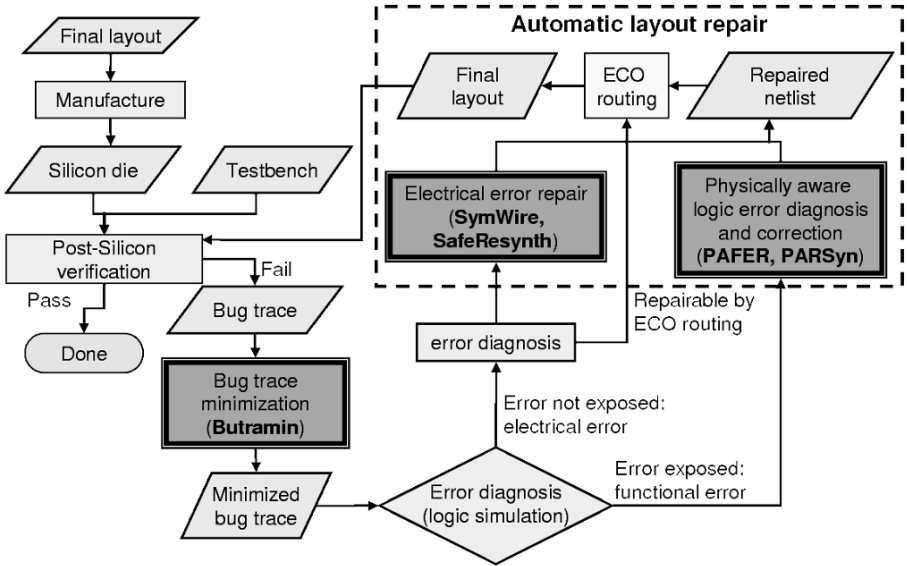 Automatic layout repair
Final layout
Manufacture
Silicon die
Testbench
Post-Silicon
verification
Pass
Fail
Done
Bug trace
Bug trace
minimization
(Butramin)
Minimized
bug trace
Error diagnosis
(logic simulation)
Error not exposed:
electrical error
Error exposed:
functional error
error diagnosis
Repairable by
ECO routing
Electrical error repair
(SymWire,
SafeResynth)
Physically aware
logic error diagnosis
and correction
(PAFER, PARSyn)
Final
layout
ECO
routing
Repaired
netlist